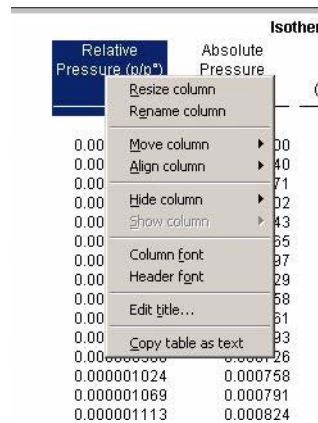 Isother
Relative Absolute
Pressure (p/p°) Pressure
(
Resize column
Rename column
0.00 Move column 00
0.00 Align column 40
0.00 71
0.00 Hide column 02
0.00 Show column 43
0.00 65
0.00 Column font 97
0.00 Header font 29
0.00 58
0.00 Edit title... 61
0.00 93
0.00 Copy table as text 26
0.000001024 0.000758
0.000001069 0.000791
0.000001113 0.000824